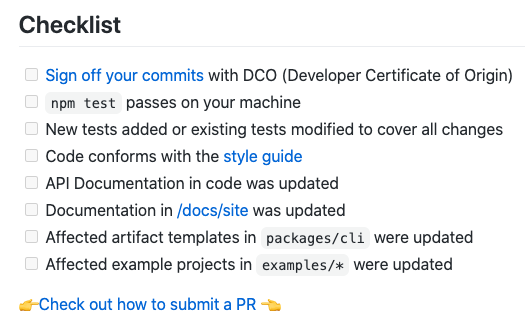 Checklist
Sign off your commits with DCO (Developer Certificate of Origin)
npm test passes on your machine
New tests added or existing tests modified to cover all changes
Code conforms with the style guide
API Documentation in code was updated
Documentation in /docs/site was updated
Affected artifact templates in packages/cli were updated
Affected example projects in examples/* were updated
👉Check out how to submit a PR 👈